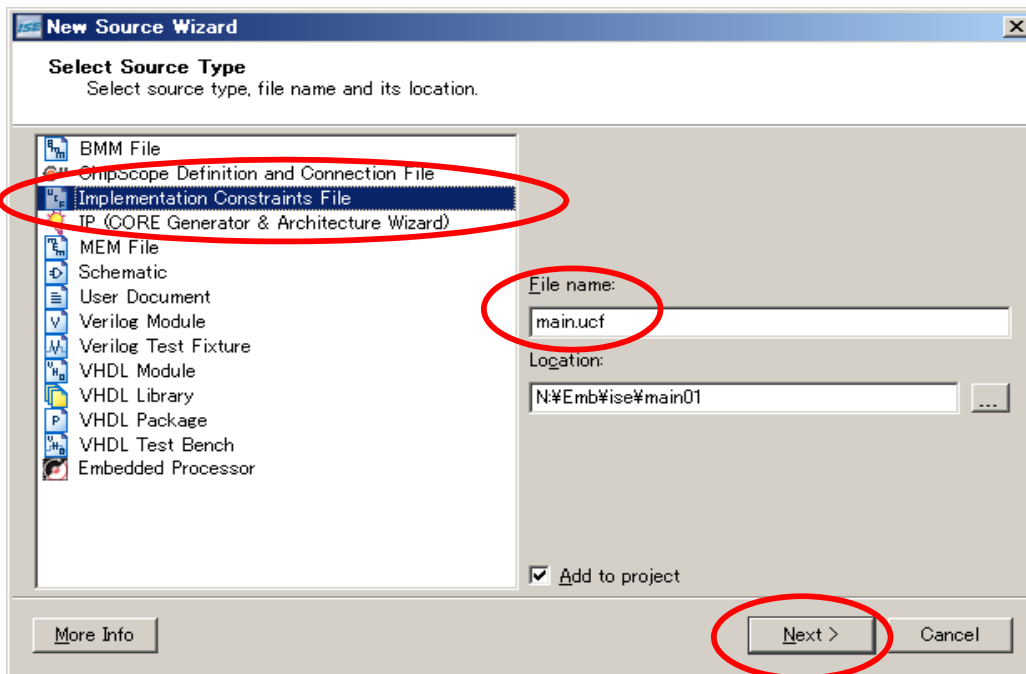 ISE New Source Wizard
Select Source Type
Select source type, file name and its location.
BMM File
ChipScope Definition and Connection File
Implementation Constraints File
IP (CORE Generator & Architecture Wizard)
MEM File
Schematic
User Document
Verilog Module
Verilog Test Fixture
VHDL Module
VHDL Library
VHDL Package
VHDL Test Bench
Embedded Processor
File name:
main.ucf
Location:
N:¥Emb¥ise¥main01
...
Add to project
More Info
Next >
Cancel